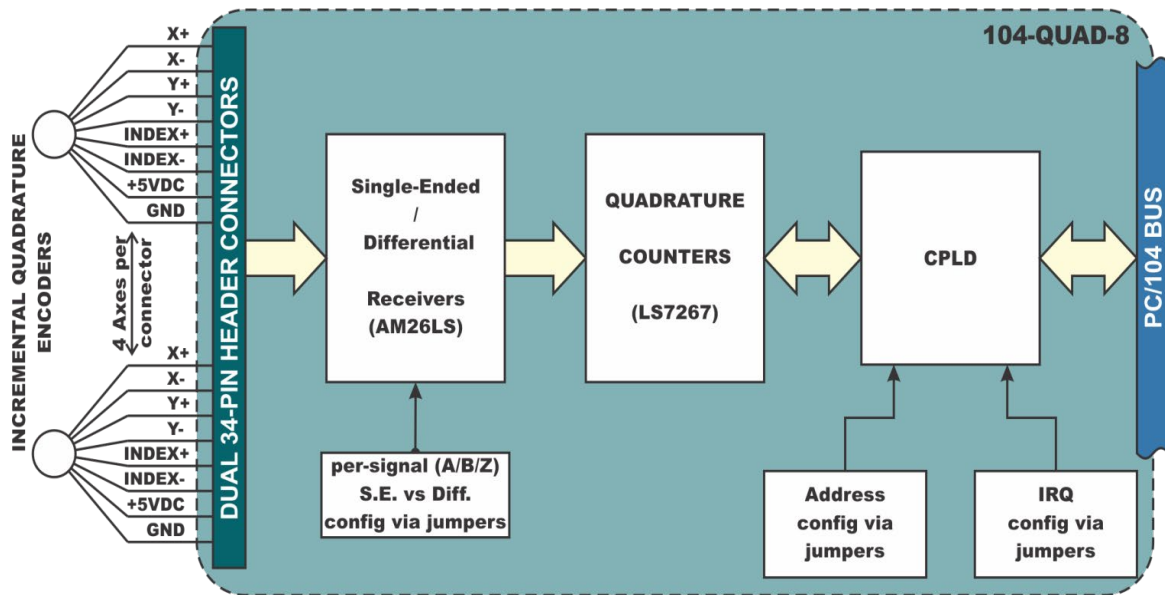 104-QUAD-8
INCREMENTAL QUADRATURE
ENCODERS
X+
X-
Y+
Y-
INDEX+
INDEX-
+5VDC
GND
4 Axes per
connector
X+
X-
Y+
Y-
INDEX+
INDEX-
+5VDC
GND
DUAL 34-PIN HEADER CONNECTORS
Single-Ended
/
Differential
Receivers
(AM26LS)
per-signal (A/B/Z)
S.E. vs Diff.
config via jumpers
QUADRATURE
COUNTERS
(LS7267)
CPLD
Address
config via
jumpers
IRQ
config via
jumpers
PC/104 BUS